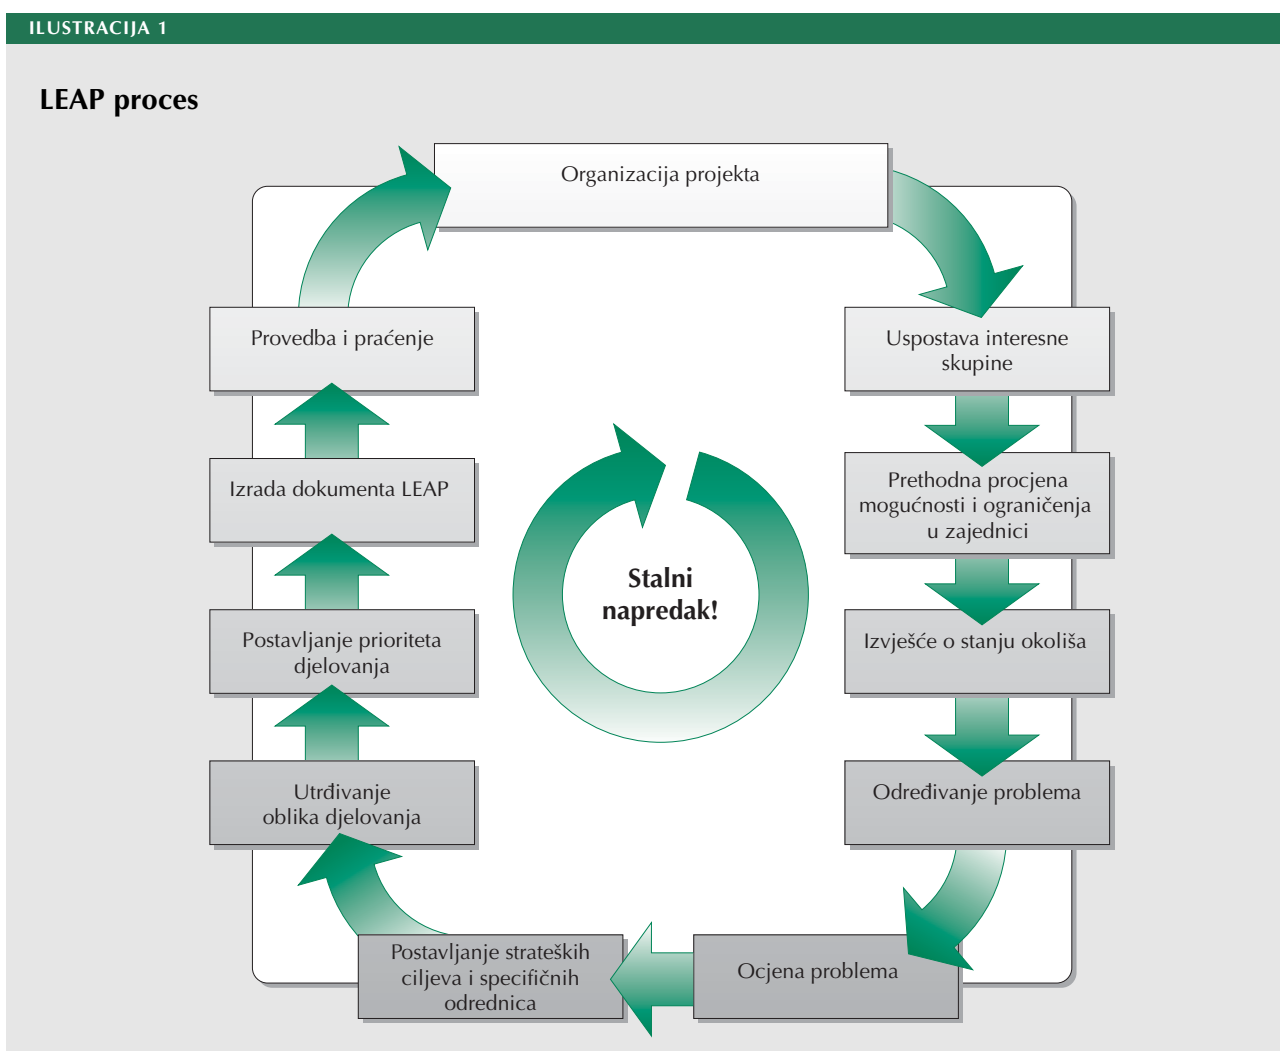 ILUSTRACIJA 1
LEAP proces
Organizacija projekta
Uspostava interesne
skupine
Prethodna procjena
mogućnosti i ograničenja
u zajednici
Izvješće o stanju okoliša
Određivanje problema
Ocjena problema
Postavljanje strateških
ciljeva i specifičnih
odrednica
Utrđivanje
oblika djelovanja
Postavljanje prioriteta
djelovanja
Izrada dokumenta LEAP
Provedba i praćenje
Stalni
napredak!